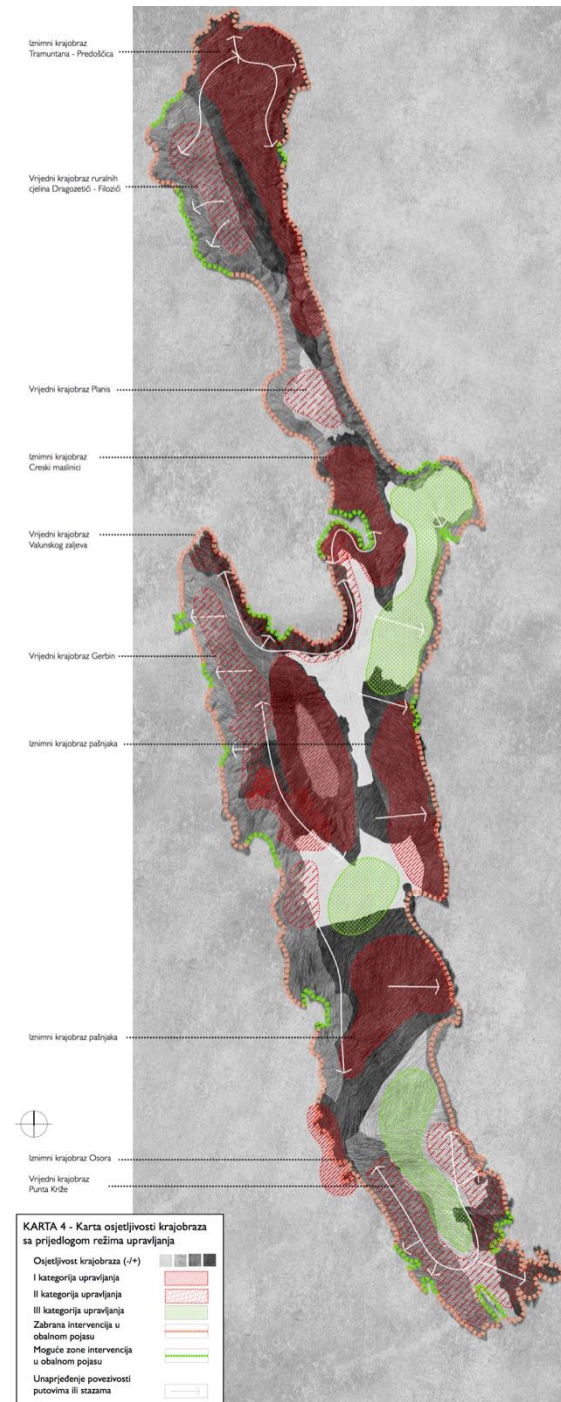 Iznimni krajobraz
Tramuntana - Predošćica
Vrijedni krajobraz ruralnih
cjelina Dragozetići - Filozići
Vrijedni krajobraz Planis
Iznimni krajobraz
Creski maslinici
Vrijedni krajobraz
Valunskog zaljeva
Vrijedni krajobraz Gerbin
Iznimni krajobraz pašnjaka
Iznimni krajobraz pašnjaka
Iznimni krajobraz Osora
Vrijedni krajobraz
Punta Križe
KARTA 4 - Karta osjetljivosti krajobraza
sa prijedlogom režima upravljanja
Osjetljivost krajobraza (-/+)
I kategorija upravljanja
II kategorija upravljanja
III kategorija upravljanja
Zabrana intervencija u
obalnom pojasu
Moguće zone intervencija
u obalnom pojasu
Unaprjeđenje povezivosti
putovima ili stazama